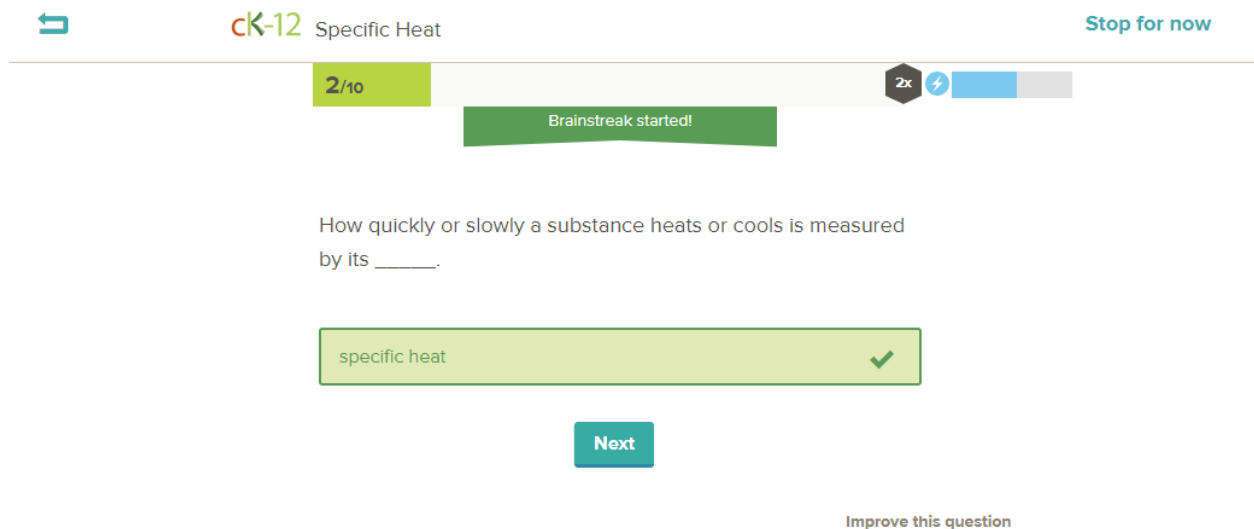 cK-12 Specific Heat
Stop for now
2/10
2x
Brainstreak started!
How quickly or slowly a substance heats or cools is measured
by its _____.
specific heat
Next
Improve this question